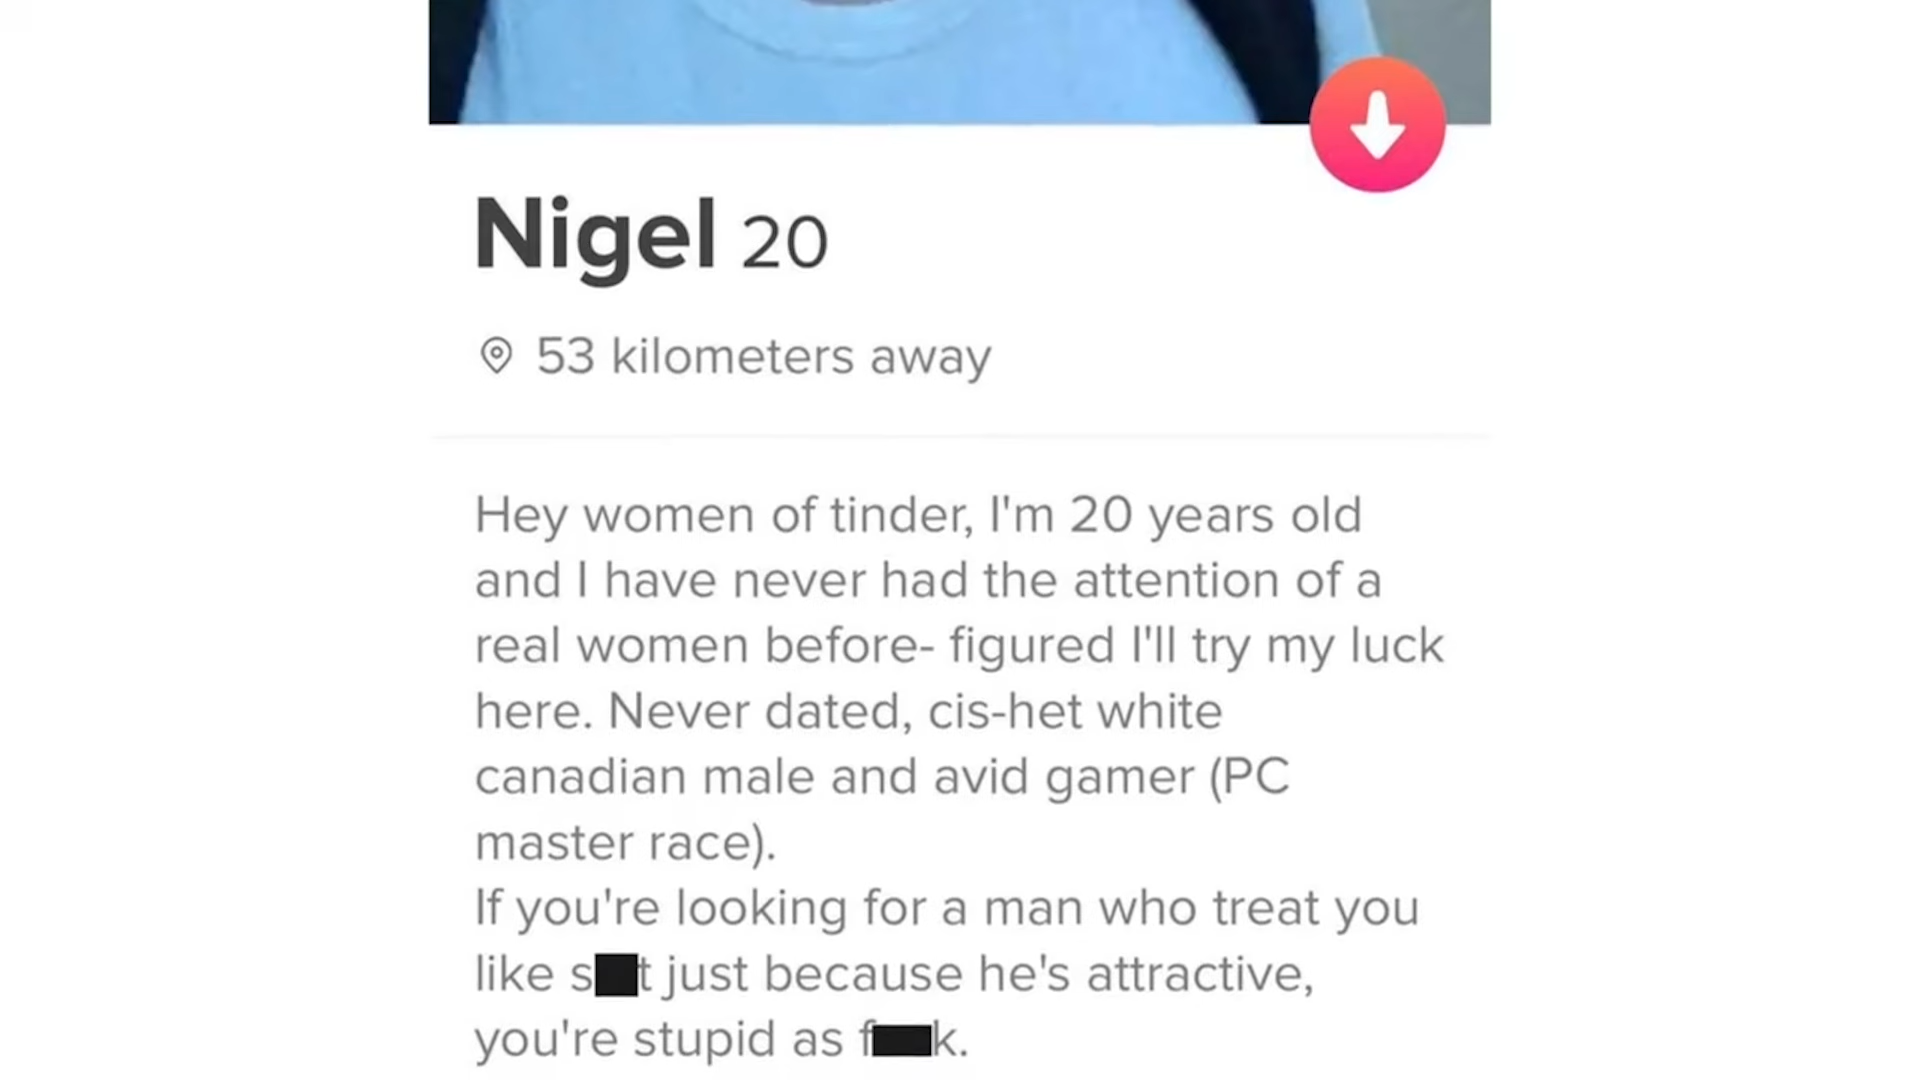 Nigel 20
53 kilometers away
Hey women of tinder, I'm 20 years old
and I have never had the attention of a
real women before- figured I'll try my luck
here. Never dated, cis-het white
canadian male and avid gamer (PC
master race).
If you're looking for a man who treat you
like s■t just because he's attractive,
you're stupid as f■k.